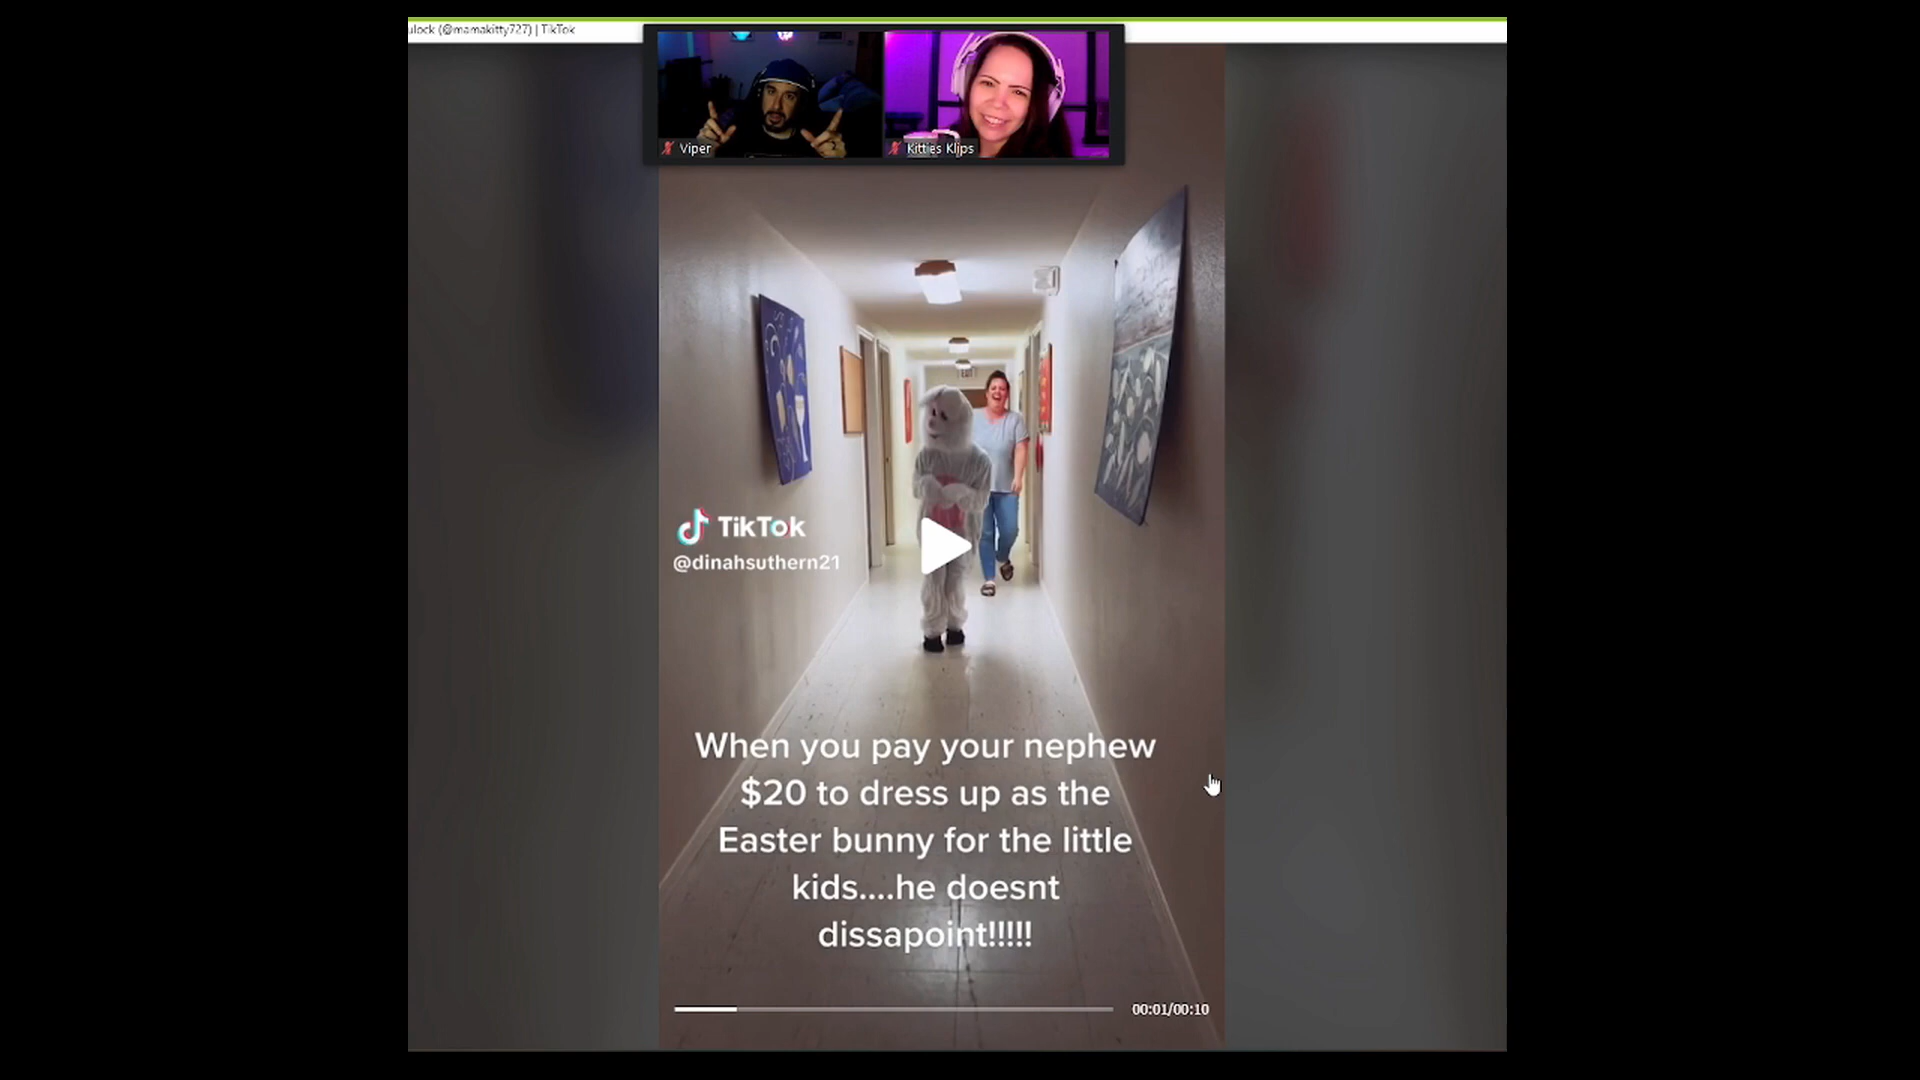 ulock (@mamakitty727) | TikTok
Viper
Kitties Klips
EXIT
TikTok
@dinahsuthern21
When you pay your nephew
$20 to dress up as the
Easter bunny for the little
kids....he doesnt
dissapoint!!!!!
00:01/00:10